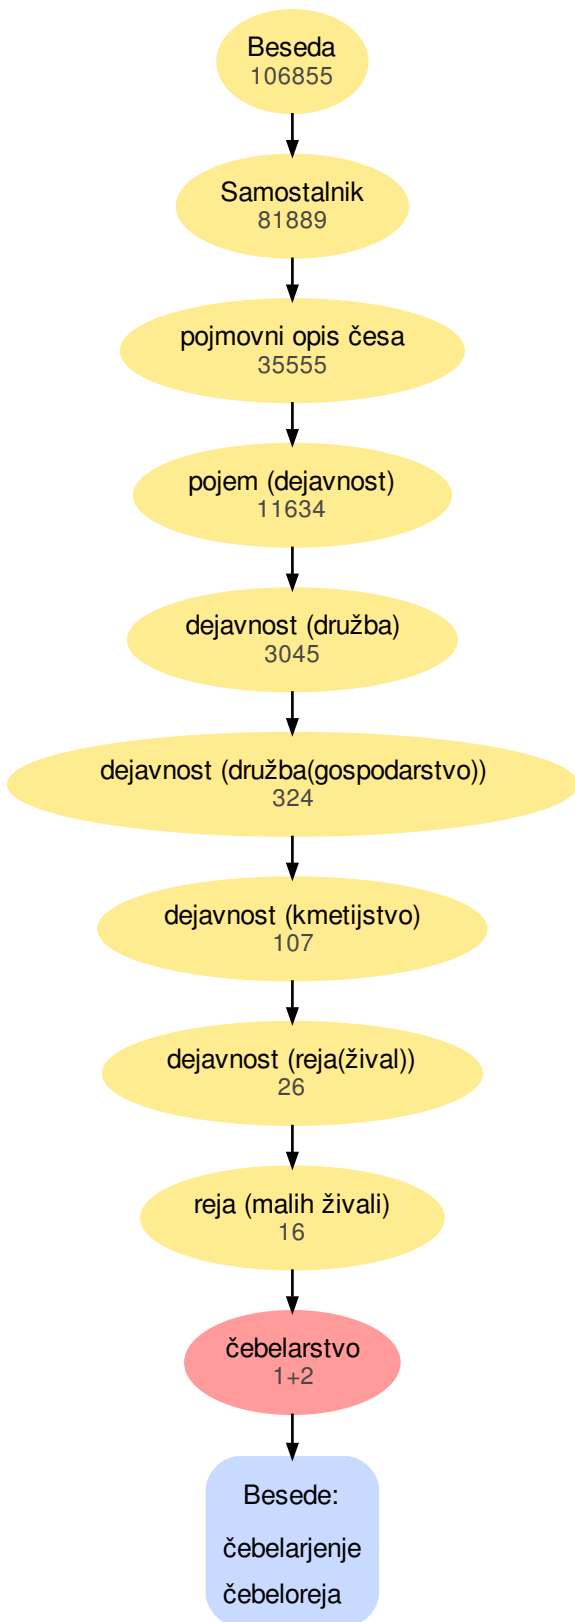 Beseda
106855
Samostalnik
81889
pojmovni opis česa
35555
pojem (dejavnost)
11634
dejavnost (družba)
3045
dejavnost (družba(gospodarstvo))
324
dejavnost (kmetijstvo)
107
dejavnost (reja(žival))
26
reja (malih živali)
16
čebelarstvo
1+2
Besede:
čebelarjenje
čebeloreja